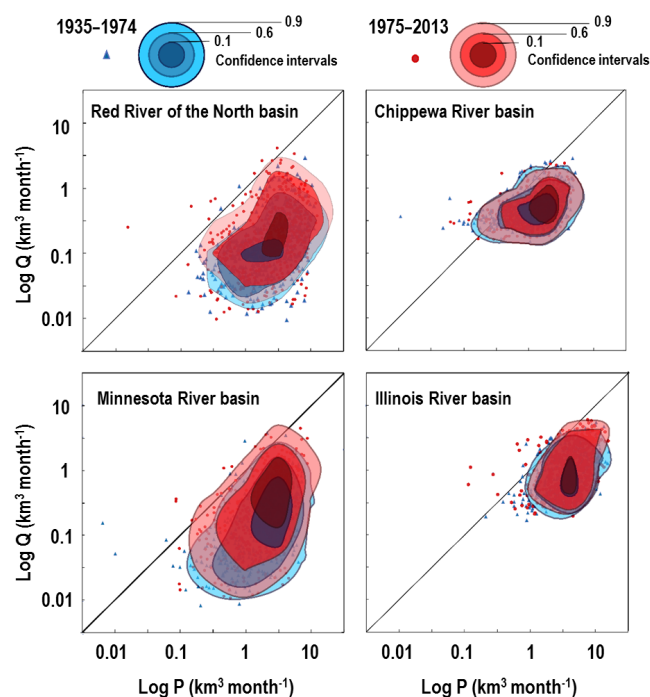 1935–1974
0.9
0.6
0.1
Confidence intervals
1975–2013
0.9
0.6
0.1
Confidence intervals
Red River of the North basin
Chippewa River basin
10
1
0.1
0.01
Log Q (km³ month⁻¹)
Minnesota River basin
Illinois River basin
10
1
0.1
0.01
Log Q (km³ month⁻¹)
0.01 0.1 1 10
0.01 0.1 1 10
Log P (km³ month⁻¹)
Log P (km³ month⁻¹)